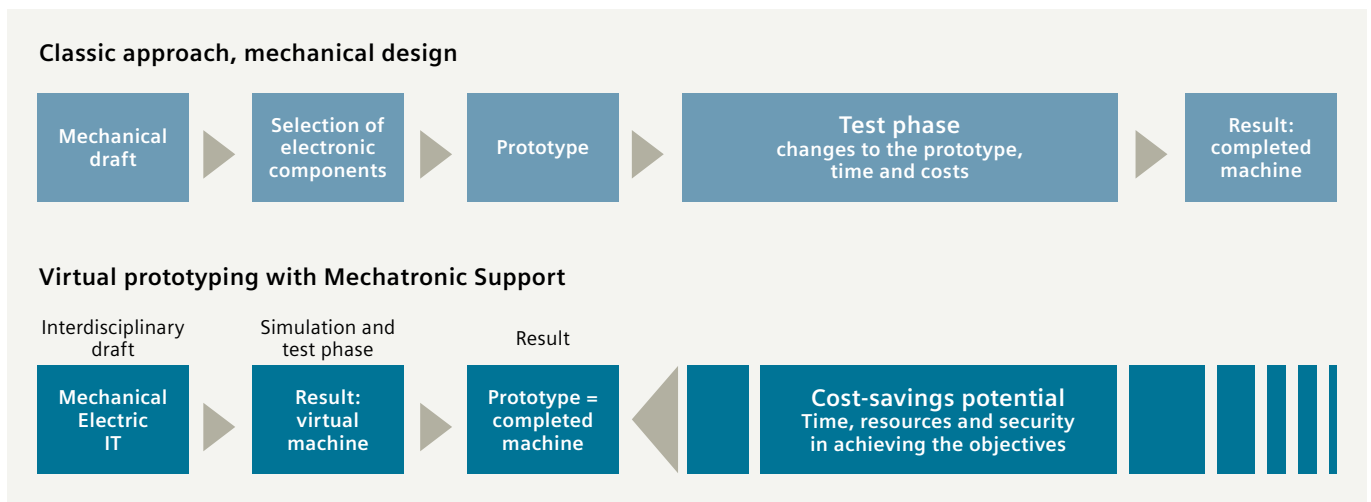 Classic approach, mechanical design
Mechanical
draft
Selection of
electronic
components
Prototype
Test phase
changes to the prototype,
time and costs
Result:
completed
machine
Virtual prototyping with Mechatronic Support
Interdisciplinary
draft
Simulation and
test phase
Result
Mechanical
Electric
IT
Result:
virtual
machine
Prototype =
completed
machine
Cost-savings potential
Time, resources and security
in achieving the objectives